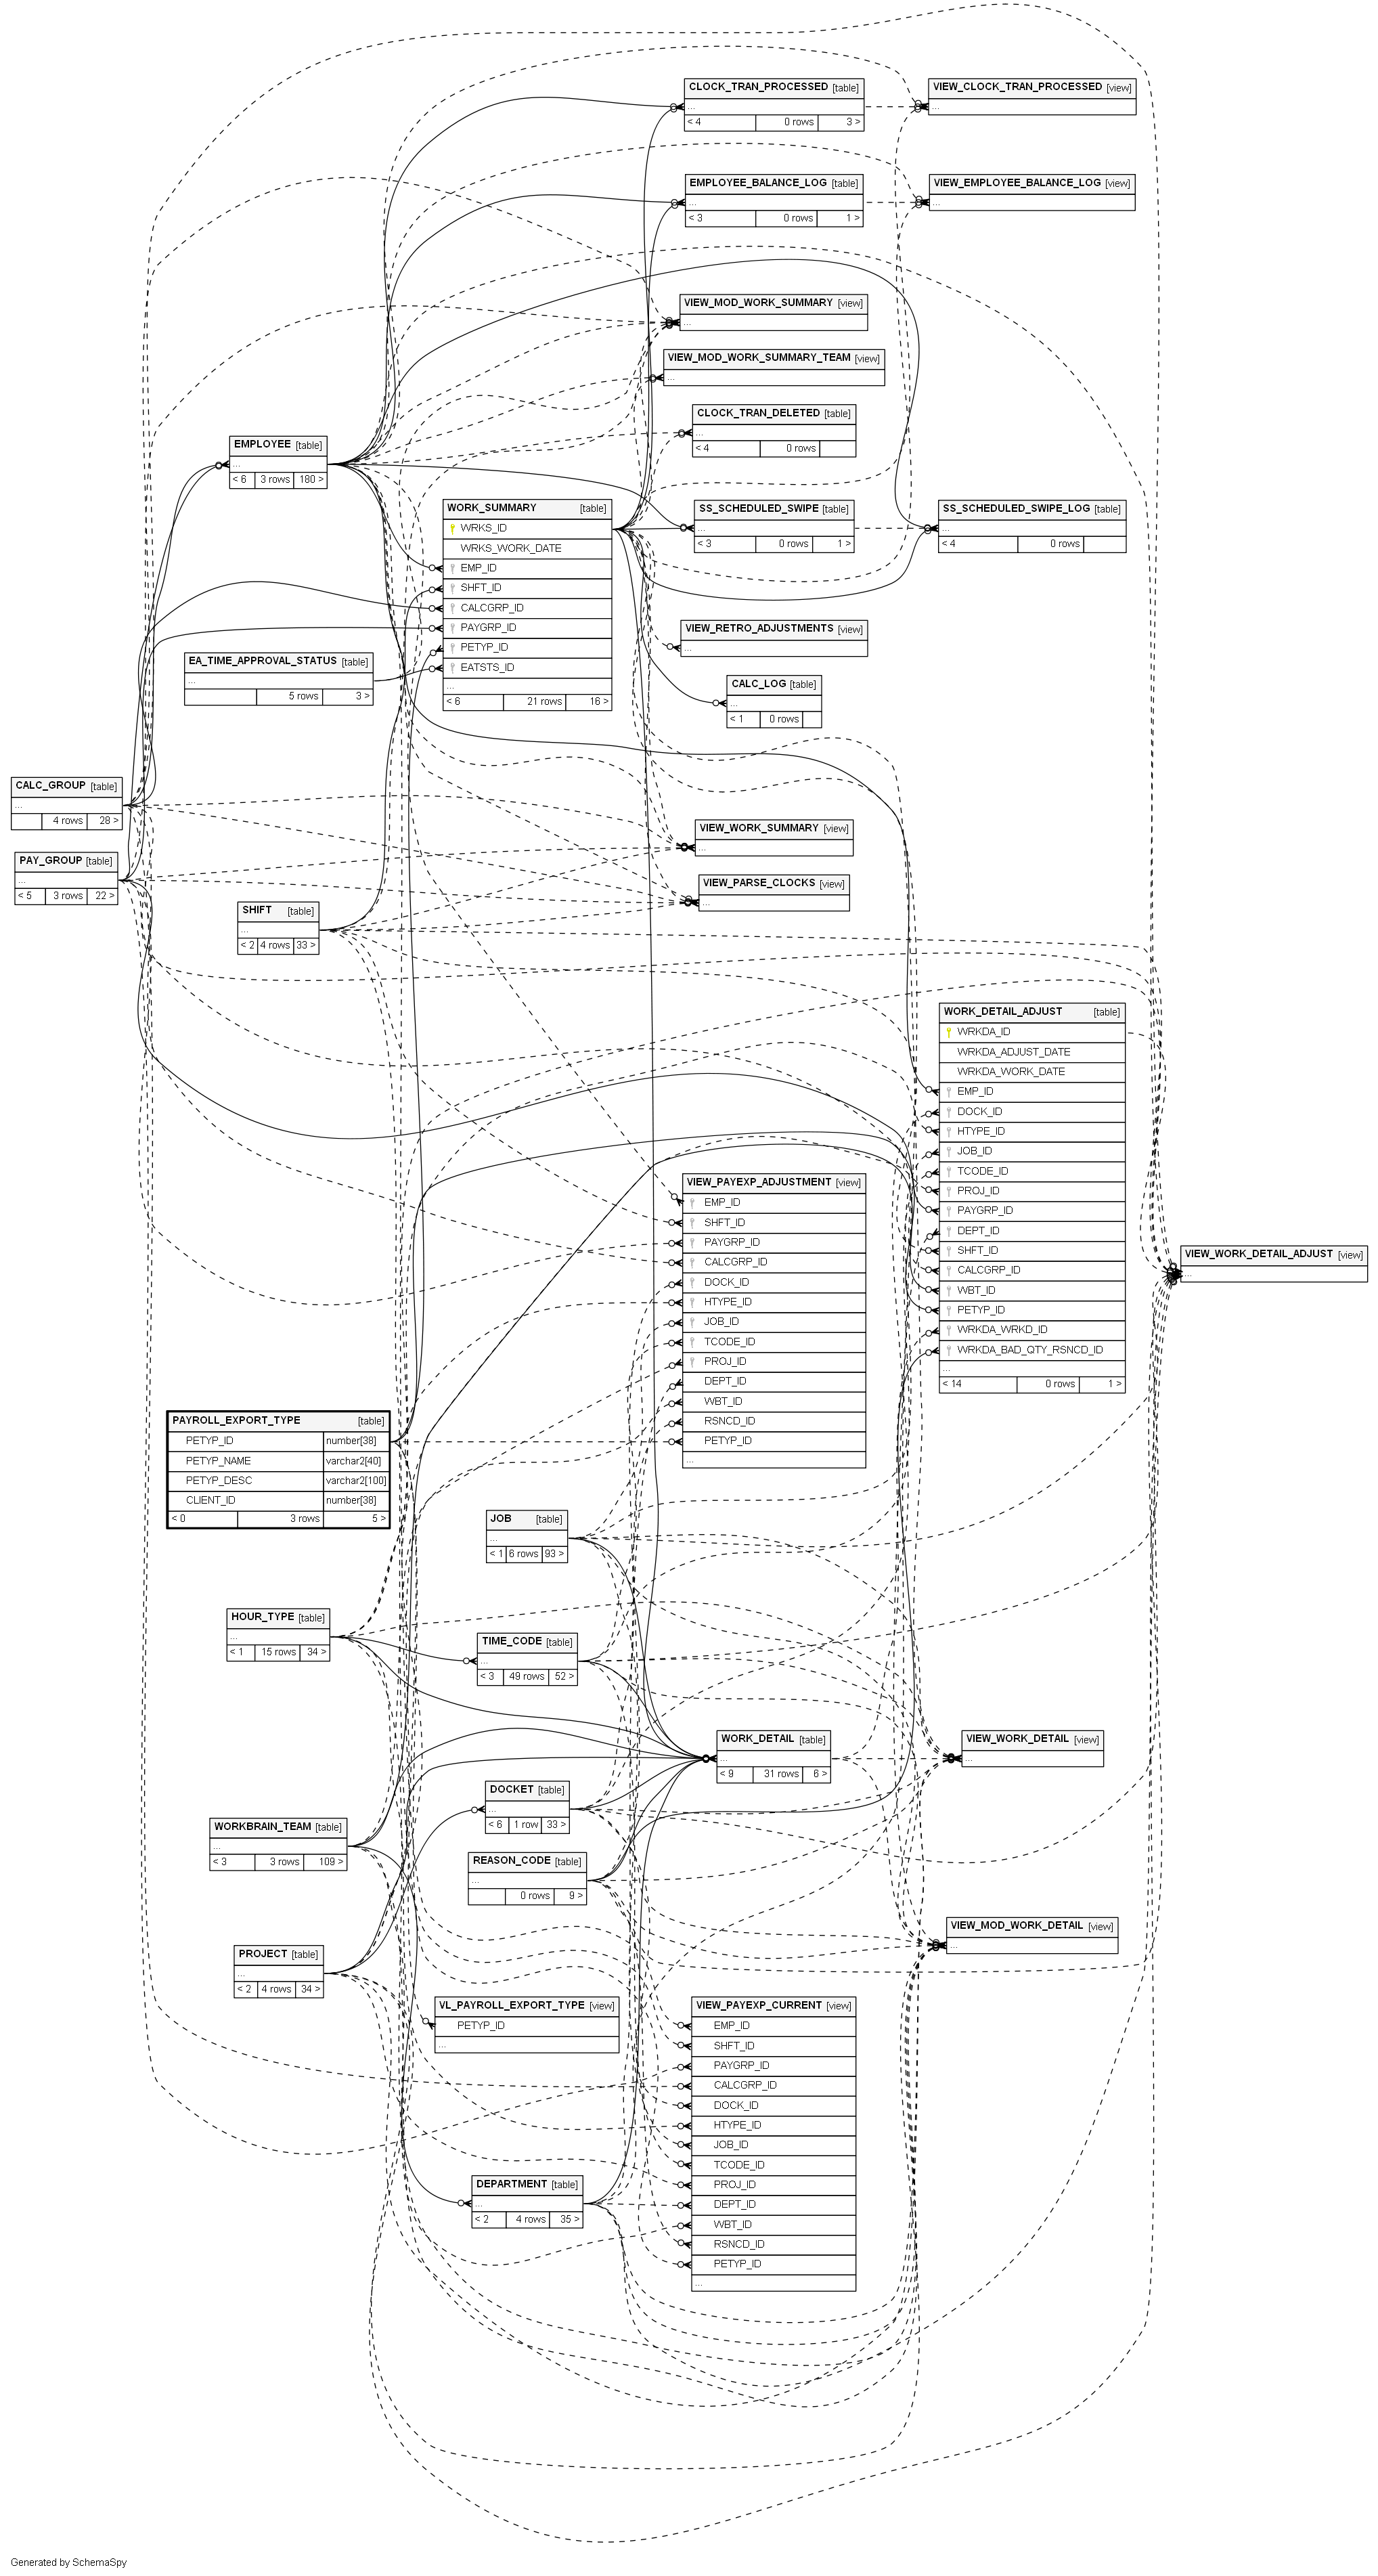 CLOCK_TRAN_PROCESSED [table]
...
< 4 0 rows 3 >
VIEW_CLOCK_TRAN_PROCESSED [view]
...
EMPLOYEE_BALANCE_LOG [table]
...
< 3 0 rows 1 >
VIEW_EMPLOYEE_BALANCE_LOG [view]
...
VIEW_MOD_WORK_SUMMARY [view]
...
VIEW_MOD_WORK_SUMMARY_TEAM [view]
...
CLOCK_TRAN_DELETED [table]
...
< 4 0 rows
EMPLOYEE [table]
...
< 6 3 rows 180 >
WORK_SUMMARY [table]
WRKS_ID
WRKS_WORK_DATE
EMP_ID
SHFT_ID
CALCGRP_ID
PAYGRP_ID
PETYP_ID
EATSTS_ID
...
< 6 21 rows 16 >
SS_SCHEDULED_SWIPE [table]
...
< 3 0 rows 1 >
SS_SCHEDULED_SWIPE_LOG [table]
...
< 4 0 rows
VIEW_RETRO_ADJUSTMENTS [view]
...
EA_TIME_APPROVAL_STATUS [table]
...
5 rows 3 >
CALC_LOG [table]
...
< 1 0 rows
CALC_GROUP [table]
...
4 rows 28 >
VIEW_WORK_SUMMARY [view]
...
PAY_GROUP [table]
...
< 5 3 rows 22 >
VIEW_PARSE_CLOCKS [view]
...
SHIFT [table]
...
< 2 4 rows 33 >
WORK_DETAIL_ADJUST [table]
WRKDA_ID
WRKDA_ADJUST_DATE
WRKDA_WORK_DATE
EMP_ID
DOCK_ID
HTYPE_ID
JOB_ID
TCODE_ID
PROJ_ID
PAYGRP_ID
DEPT_ID
SHFT_ID
CALCGRP_ID
WBT_ID
PETYP_ID
WRKDA_WRKD_ID
WRKDA_BAD_QTY_RSNCD_ID
...
< 14 0 rows 1 >
VIEW_PAYEXP_ADJUSTMENT [view]
EMP_ID
SHFT_ID
PAYGRP_ID
CALCGRP_ID
DOCK_ID
HTYPE_ID
JOB_ID
TCODE_ID
PROJ_ID
DEPT_ID
WBT_ID
RSNCD_ID
PETYP_ID
...
VIEW_WORK_DETAIL_ADJUST [view]
...
PAYROLL_EXPORT_TYPE [table]
PETYP_ID number[38]
PETYP_NAME varchar2[40]
PETYP_DESC varchar2[100]
CLIENT_ID number[38]
< 0 3 rows 5 >
JOB [table]
...
< 1 6 rows 93 >
HOUR_TYPE [table]
...
< 1 15 rows 34 >
TIME_CODE [table]
...
< 3 49 rows 52 >
WORK_DETAIL [table]
...
< 9 31 rows 6 >
VIEW_WORK_DETAIL [view]
...
DOCKET [table]
...
< 6 1 row 33 >
WORKBRAIN_TEAM [table]
...
< 3 3 rows 109 >
REASON_CODE [table]
...
0 rows 9 >
VIEW_MOD_WORK_DETAIL [view]
...
PROJECT [table]
...
< 2 4 rows 34 >
VL_PAYROLL_EXPORT_TYPE [view]
PETYP_ID
...
VIEW_PAYEXP_CURRENT [view]
EMP_ID
SHFT_ID
PAYGRP_ID
CALCGRP_ID
DOCK_ID
HTYPE_ID
JOB_ID
TCODE_ID
PROJ_ID
DEPT_ID
WBT_ID
RSNCD_ID
PETYP_ID
...
DEPARTMENT [table]
...
< 2 4 rows 35 >
Generated by SchemaSpy